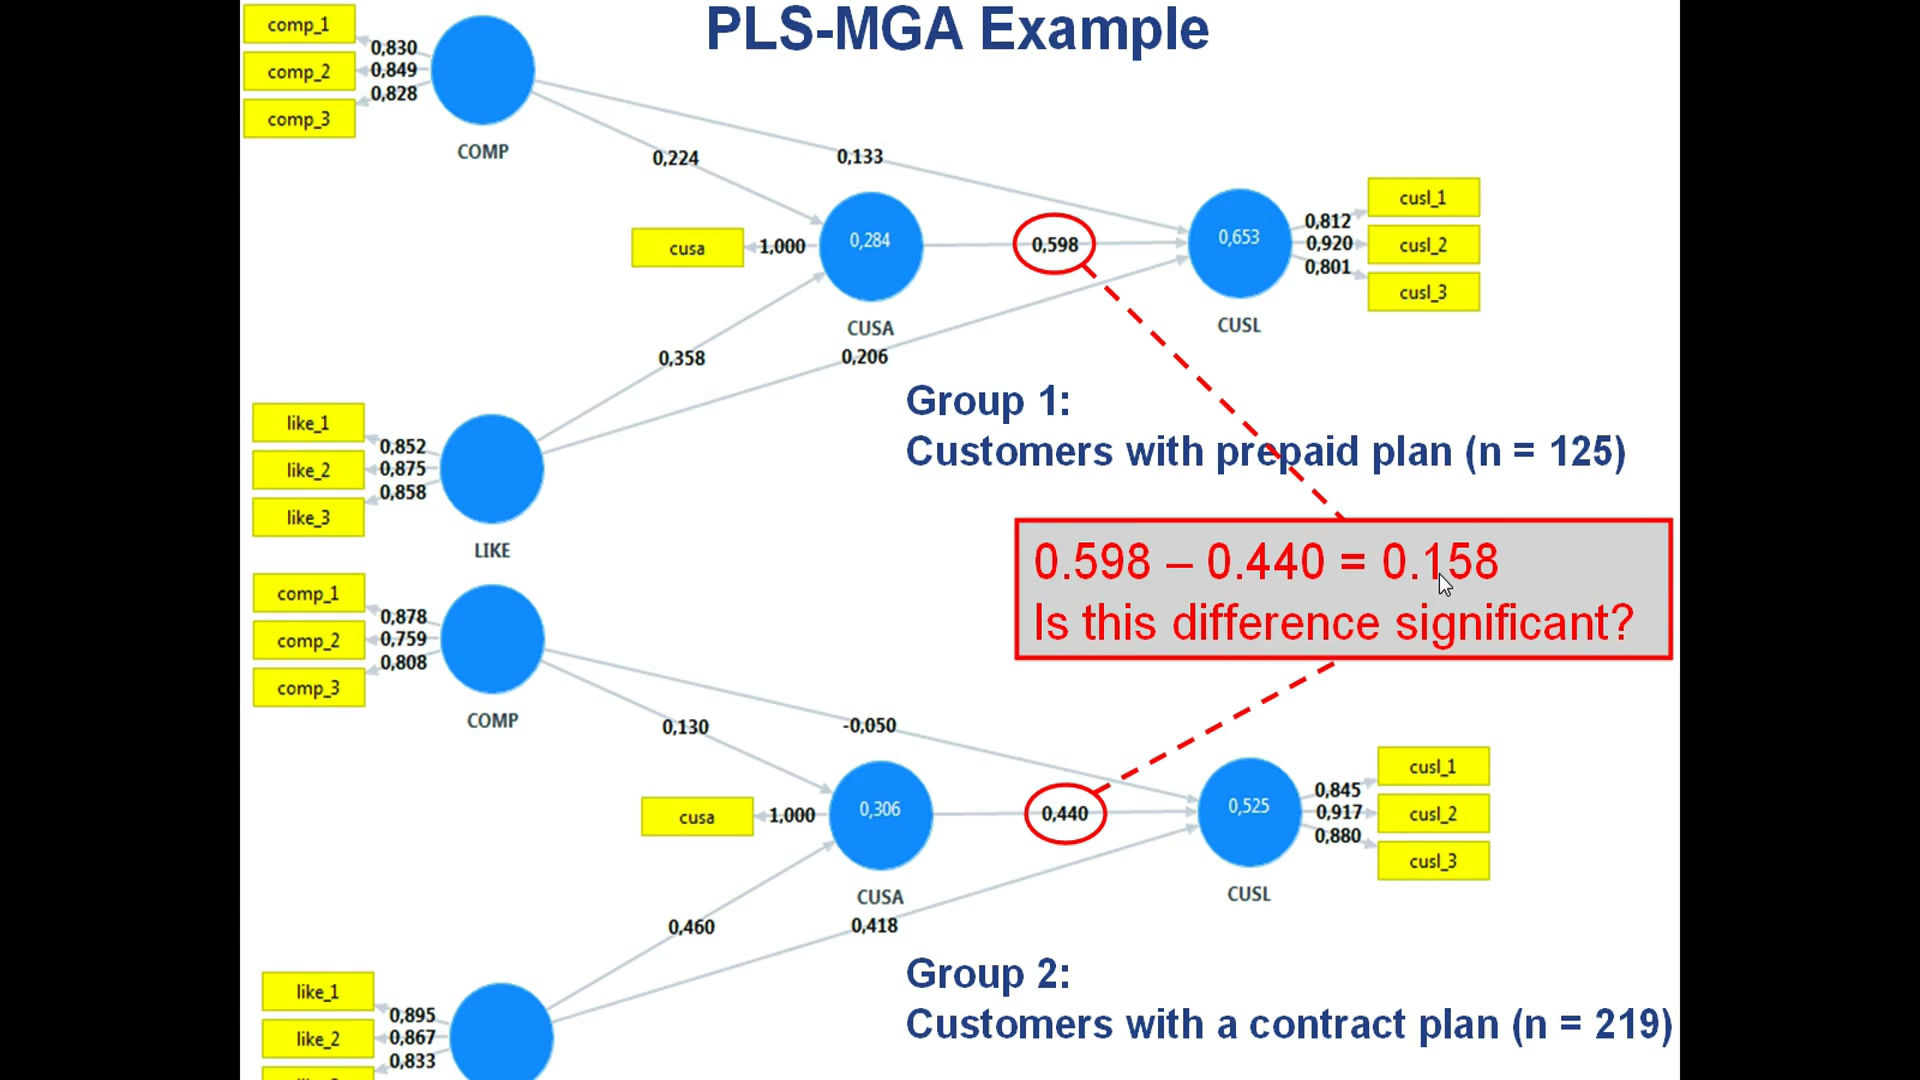 PLS-MGA Example
comp_1
0,830
comp_2
0,849
0,828
comp_3
COMP
0,224
0,133
cusa
1,000
0,284
CUSA
0,598
0,653
CUSL
0,812
cusl_1
0,920
cusl_2
0,801
cusl_3
0,358
0,206
like_1
0,852
like_2
0,875
0,858
like_3
LIKE
Group 1:
Customers with prepaid plan (n = 125)
0.598 – 0.440 = 0.158
Is this difference significant?
comp_1
0,878
comp_2
0,759
0,808
comp_3
COMP
0,130
-0,050
cusa
1,000
0,306
CUSA
0,440
0,525
CUSL
0,845
cusl_1
0,917
cusl_2
0,880
cusl_3
0,460
0,418
like_1
0,895
like_2
0,867
0,833
Group 2:
Customers with a contract plan (n = 219)